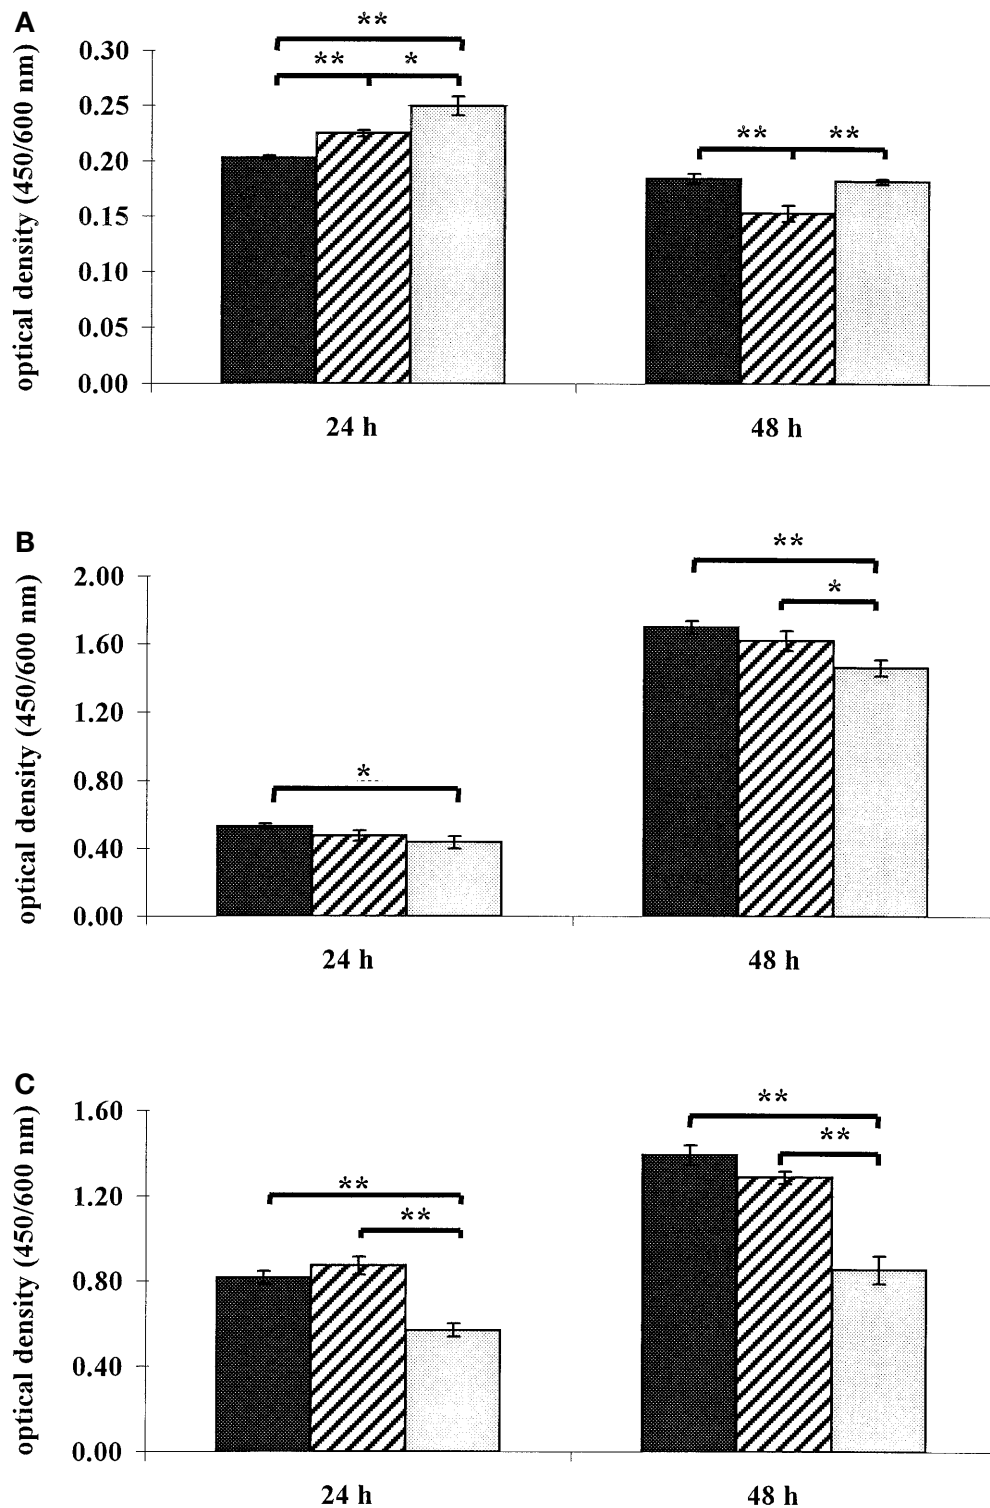 A
optical density (450/600 nm)
0.30
0.25
0.20
0.15
0.10
0.05
0.00
**
**
*
**
**
24 h
48 h
B
optical density (450/600 nm)
2.00
1.60
1.20
0.80
0.40
0.00
*
**
*
24 h
48 h
C
optical density (450/600 nm)
1.60
1.20
0.80
0.40
0.00
**
**
**
**
24 h
48 h